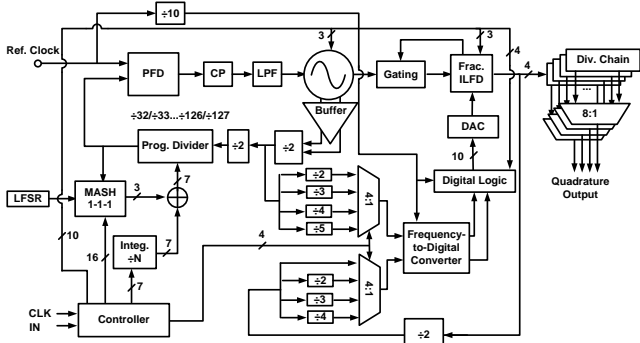 ÷10
3
3
4
Ref. Clock
PFD
CP
LPF
Gating
Frac.
ILFD
4
Div. Chain
...
8:1
Quadrature
Output
Buffer
÷32/÷33...÷126/÷127
Prog. Divider
÷2
÷2
DAC
10
Digital Logic
7
LFSR
MASH
1-1-1
3
÷2
÷3
÷4
÷5
4:1
Frequency-
to-Digital
Converter
10
16
Integ.
÷N
7
4
7
÷2
÷3
÷4
4:1
CLK
IN
Controller
÷2